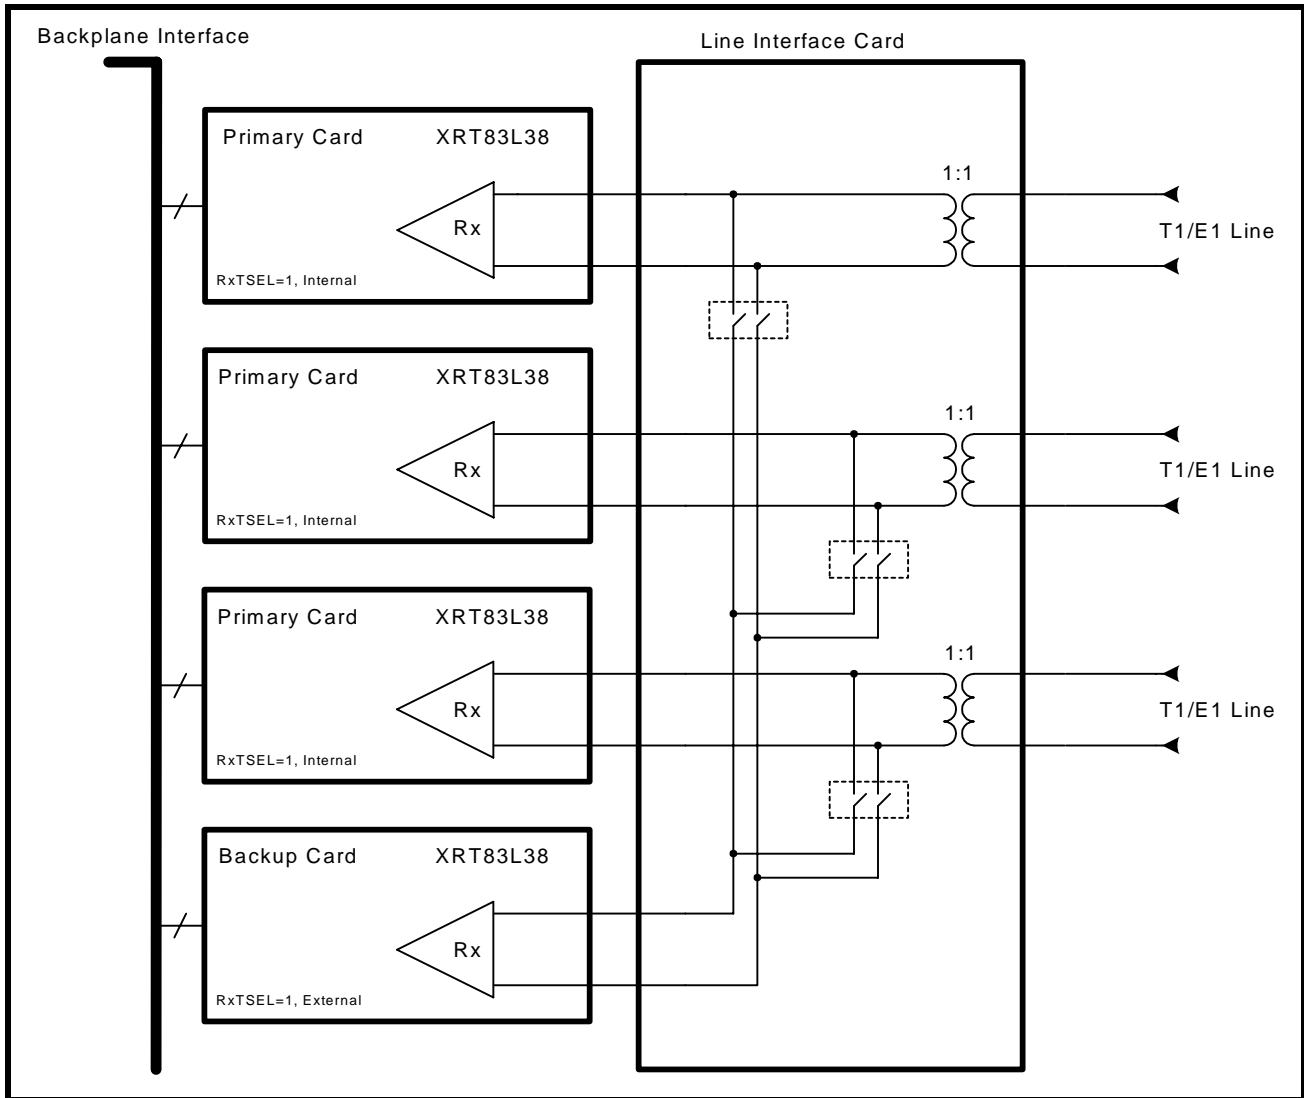 Backplane Interface
Line Interface Card
Primary Card XRT83L38
Rx
RxTSEL=1, Internal
1:1
T1/E1 Line
Primary Card XRT83L38
Rx
RxTSEL=1, Internal
1:1
T1/E1 Line
Primary Card XRT83L38
Rx
RxTSEL=1, Internal
1:1
T1/E1 Line
Backup Card XRT83L38
Rx
RxTSEL=1, External